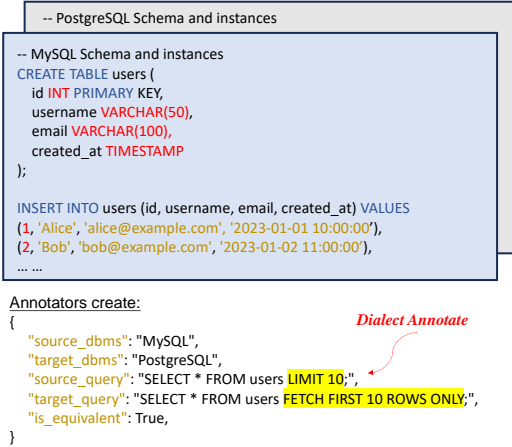 -- PostgreSQL Schema and instances
-- MySQL Schema and instances
CREATE TABLE users (
id INT PRIMARY KEY,
username VARCHAR(50),
email VARCHAR(100),
created_at TIMESTAMP
);
INSERT INTO users (id, username, email, created_at) VALUES
(1, 'Alice', 'alice@example.com', '2023-01-01 10:00:00'),
(2, 'Bob', 'bob@example.com', '2023-01-02 11:00:00'),
... ...
Annotators create:
{
Dialect Annotate
"source_dbms": "MySQL",
"target_dbms": "PostgreSQL",
"source_query": "SELECT * FROM users LIMIT 10;",
"target_query": "SELECT * FROM users FETCH FIRST 10 ROWS ONLY;",
"is_equivalent": True,
}